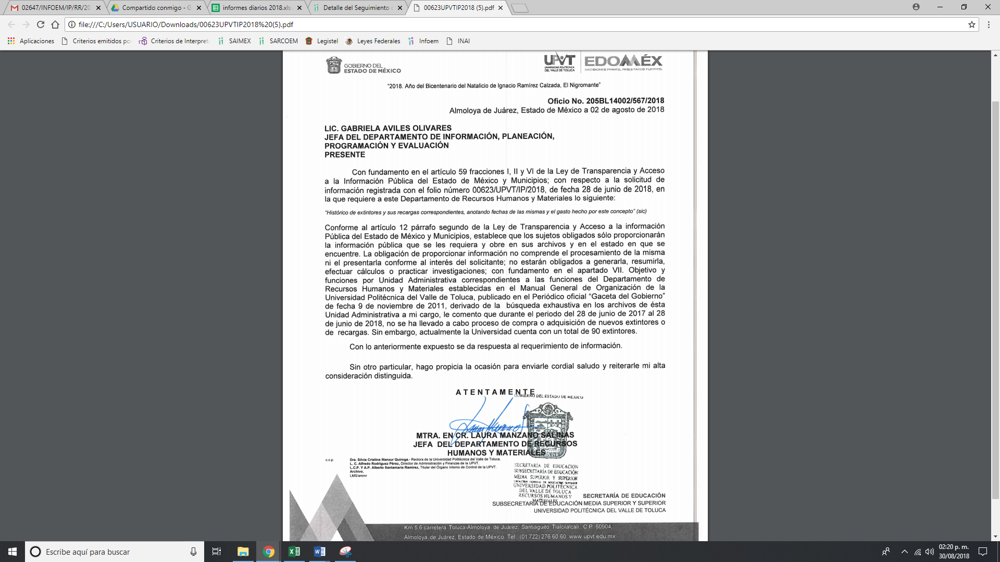 02647/INFOEM/IP/RR/20
Compartido conmigo - G
informes diarios 2018.xls
Detalle del Seguimiento
00623UPVTIP2018 (5).pdf
file:///C:/Users/USUARIO/Downloads/00623UPVTIP2018%20(5).pdf
Aplicaciones
Criterios emitidos po
Criterios de Interpret
SAIMEX
SARCOEM
Legistel
Leyes Federales
Infoem
INAI
GOBIERNO DEL
ESTADO DE MÉXICO
UPVT
UNIVERSIDAD POLITÉCNICA
DEL VALLE DE TOLUCA
EDOMÉX
DECISIONES FIRMES, RESULTADOS FUERTES.
“2018. Año del Bicentenario del Natalicio de Ignacio Ramírez Calzada, El Nigromante”
Oficio No. 205BL14002/567/2018
Almoloya de Juárez, Estado de México a 02 de agosto de 2018
LIC. GABRIELA AVILES OLIVARES
JEFA DEL DEPARTAMENTO DE INFORMACIÓN, PLANEACIÓN,
PROGRAMACIÓN Y EVALUACIÓN
PRESENTE
Con fundamento en el artículo 59 fracciones I, II y VI de la Ley de Transparencia y Acceso
a la Información Pública del Estado de México y Municipios; con respecto a la solicitud de
información registrada con el folio número 00623/UPVT/IP/2018, de fecha 28 de junio de 2018, en
la que requiere a este Departamento de Recursos Humanos y Materiales lo siguiente:
“Histórico de extintores y sus recargas correspondientes, anotando fechas de las mismas y el gasto hecho por este concepto” (sic)
Conforme al artículo 12 párrafo segundo de la Ley de Transparencia y Acceso a la información
Pública del Estado de México y Municipios, establece que los sujetos obligados sólo proporcionarán
la información pública que se les requiera y obre en sus archivos y en el estado en que se
encuentre. La obligación de proporcionar información no comprende el procesamiento de la misma
ni el presentarla conforme al interés del solicitante; no estarán obligados a generarla, resumirla,
efectuar cálculos o practicar investigaciones; con fundamento en el apartado VII. Objetivo y
funciones por Unidad Administrativa correspondientes a las funciones del Departamento de
Recursos Humanos y Materiales establecidas en el Manual General de Organización de la
Universidad Politécnica del Valle de Toluca, publicado en el Periódico oficial “Gaceta del Gobierno”
de fecha 9 de noviembre de 2011, derivado de la búsqueda exhaustiva en los archivos de ésta
Unidad Administrativa a mi cargo, le comento que durante el periodo del 28 de junio de 2017 al 28
de junio de 2018, no se ha llevado a cabo proceso de compra o adquisición de nuevos extintores o
de recargas. Sin embargo, actualmente la Universidad cuenta con un total de 90 extintores.
Con lo anteriormente expuesto se da respuesta al requerimiento de información.
Sin otro particular, hago propicia la ocasión para enviarle cordial saludo y reiterarle mi alta
consideración distinguida.
A T E N T A M E N T E
GOBIERNO DEL ESTADO DE MÉXICO
MTRA. EN CR. LAURA MANZANO SALINAS
JEFA DEL DEPARTAMENTO DE RECURSOS
HUMANOS Y MATERIALES
c.c.p. Dra. Silvia Cristina Manzur Quiroga.- Rectora de la Universidad Politécnica del Valle de Toluca.
L. C. Alfredo Rodríguez Pérez, Director de Administración y Finanzas de la UPVT.
L.C.P. Y A.P. Alberto Santamaría Ramírez, Titular del Órgano Interno de Control de la UPVT.
Archivo.
LMS/ammr
SECRETARÍA DE EDUCACIÓN
SUBSECRETARÍA DE EDUCACIÓN
MEDIA SUPERIOR Y SUPERIOR
DIRECCIÓN GENERAL DE EDUCACIÓN SUPERIOR
UNIVERSIDAD POLITÉCNICA
DEL VALLE DE TOLUCA
RECURSOS HUMANOS Y
MATERIALES
SECRETARÍA DE EDUCACIÓN
SUBSECRETARÍA DE EDUCACIÓN MEDIA SUPERIOR Y SUPERIOR
UNIVERSIDAD POLITÉCNICA DEL VALLE DE TOLUCA
Km 5.6 carretera Toluca-Almoloya de Juárez, Santiaguito Tlalcilalcalí, C.P. 50904,
Almoloya de Juárez, Estado de México Tel.: (01 722) 276 60 60. www.upvt.edu.mx
Escribe aquí para buscar
02:20 p. m.
30/08/2018